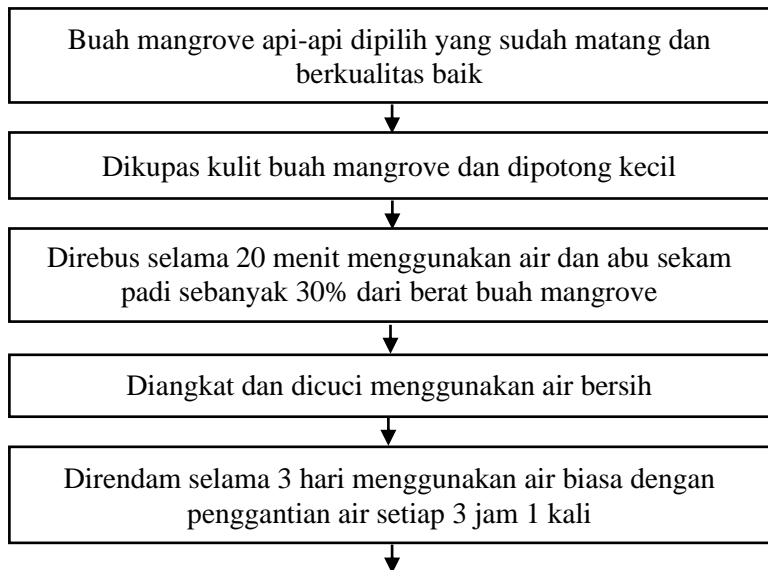 Buah mangrove api-api dipilih yang sudah matang dan
berkualitas baik
Dikupas kulit buah mangrove dan dipotong kecil
Direbus selama 20 menit menggunakan air dan abu sekam
padi sebanyak 30% dari berat buah mangrove
Diangkat dan dicuci menggunakan air bersih
Direndam selama 3 hari menggunakan air biasa dengan
penggantian air setiap 3 jam 1 kali